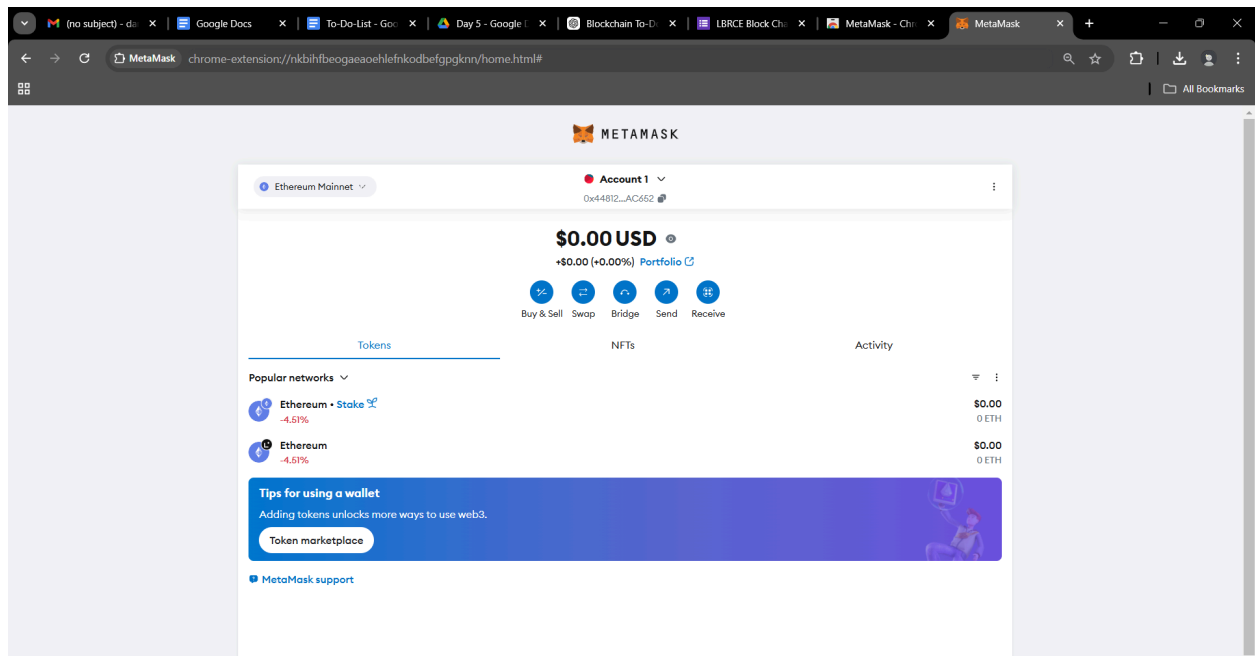 (no subject) - da
Google Docs
To-Do-List - Goo
Day 5 - Google D
Blockchain To-D
LBRCE Block Cha
MetaMask - Chr
MetaMask
MetaMask
chrome-extension://nkbihfbeogaeaoehlefnkodbefgpgknn/home.html#
All Bookmarks
METAMASK
Ethereum Mainnet
Account 1
0x44812...AC652
$0.00 USD
+$0.00 (+0.00%) Portfolio
Buy & Sell Swap Bridge Send Receive
Tokens NFTs Activity
Popular networks
Ethereum • Stake $0.00
-4.51% 0 ETH
Ethereum $0.00
-4.51% 0 ETH
Tips for using a wallet
Adding tokens unlocks more ways to use web3.
Token marketplace
MetaMask support